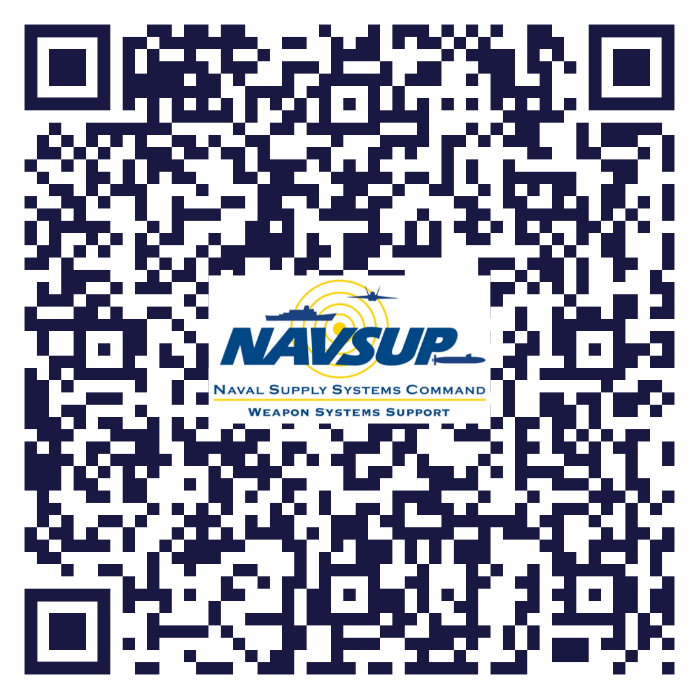 NAVSUP
NAVAL SUPPLY SYSTEMS COMMAND
WEAPON SYSTEMS SUPPORT